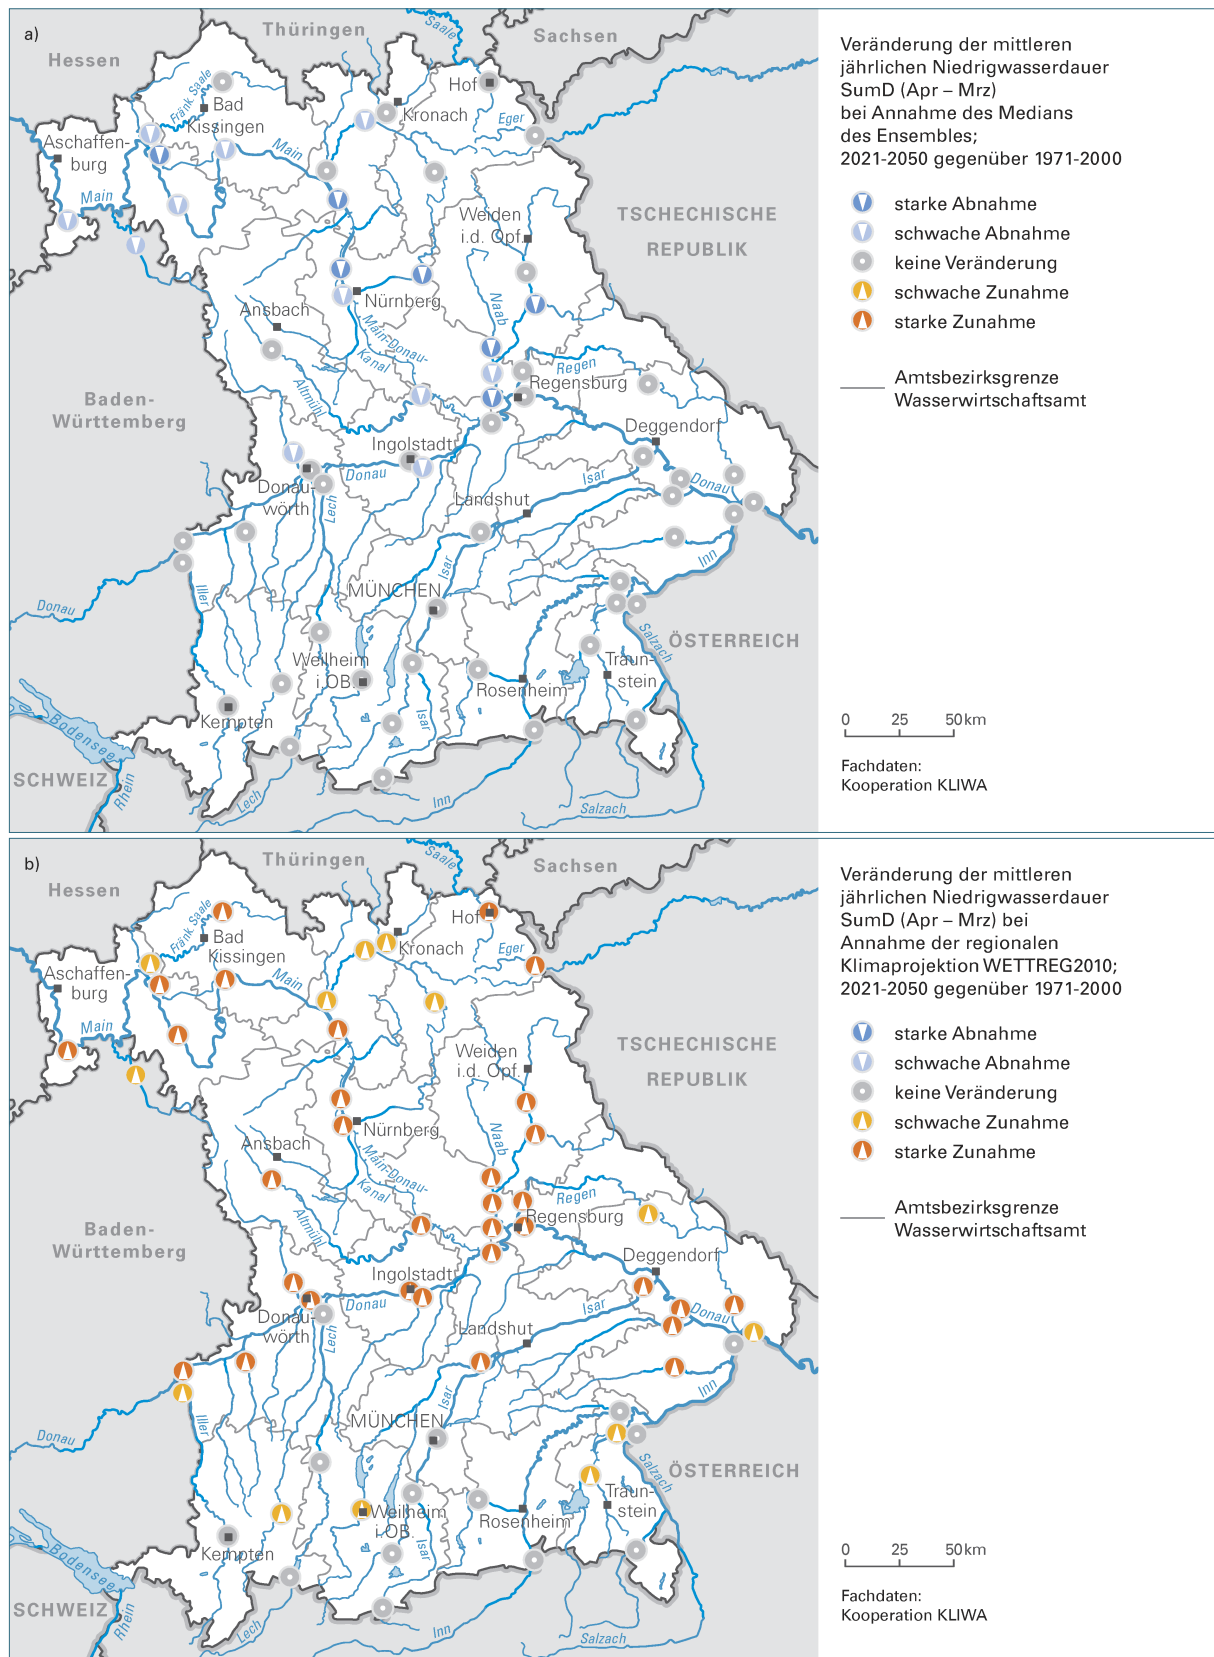 a)
Thüringen
Saale
Sachsen
Hessen
Hof
Fränk. Saale
Bad
Kissingen
Kronach
Eger
Aschaffen-
burg
Main
Main
Weiden
i.d. Opf.
TSCHECHISCHE
REPUBLIK
Nürnberg
Naab
Ansbach
Main-Donau-
Kanal
Altmühl
Regen
Regensburg
Baden-
Württemberg
Deggendorf
Ingolstadt
Donau
Isar
Donau
Donau-
wörth
Lech
Landshut
Inn
Isar
Iller
MÜNCHEN
Donau
Salzach
ÖSTERREICH
Weilheim
i.OB.
Traun-
stein
Rosenheim
Kempten
Isar
Bodensee
SCHWEIZ
Rhein
Lech
Inn
Salzach
Veränderung der mittleren
jährlichen Niedrigwasserdauer
SumD (Apr – Mrz)
bei Annahme des Medians
des Ensembles;
2021-2050 gegenüber 1971-2000
starke Abnahme
schwache Abnahme
keine Veränderung
schwache Zunahme
starke Zunahme
Amtsbezirksgrenze
Wasserwirtschaftsamt
0 25 50 km
Fachdaten:
Kooperation KLIWA
b)
Thüringen
Saale
Sachsen
Hessen
Hof
Fränk. Saale
Bad
Kissingen
Kronach
Eger
Aschaffen-
burg
Main
Main
Weiden
i.d. Opf.
TSCHECHISCHE
REPUBLIK
Nürnberg
Naab
Ansbach
Main-Donau-
Kanal
Altmühl
Regen
Regensburg
Baden-
Württemberg
Deggendorf
Ingolstadt
Donau
Isar
Donau
Donau-
wörth
Lech
Landshut
Inn
Isar
Iller
MÜNCHEN
Donau
Salzach
ÖSTERREICH
Weilheim
i.OB.
Traun-
stein
Rosenheim
Kempten
Isar
Bodensee
SCHWEIZ
Rhein
Lech
Inn
Salzach
Veränderung der mittleren
jährlichen Niedrigwasserdauer
SumD (Apr – Mrz) bei
Annahme der regionalen
Klimaprojektion WETTREG2010;
2021-2050 gegenüber 1971-2000
starke Abnahme
schwache Abnahme
keine Veränderung
schwache Zunahme
starke Zunahme
Amtsbezirksgrenze
Wasserwirtschaftsamt
0 25 50 km
Fachdaten:
Kooperation KLIWA